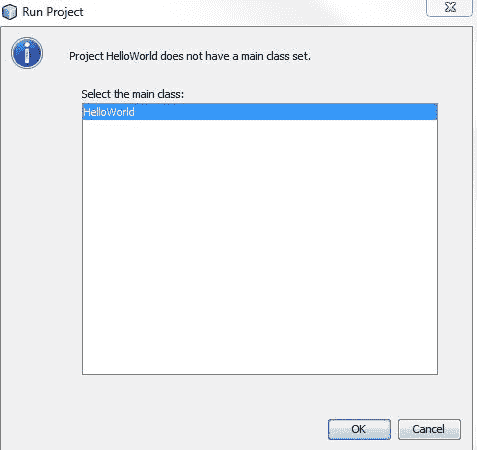 Run Project
Project HelloWorld does not have a main class set.
Select the main class:
HelloWorld
OK
Cancel